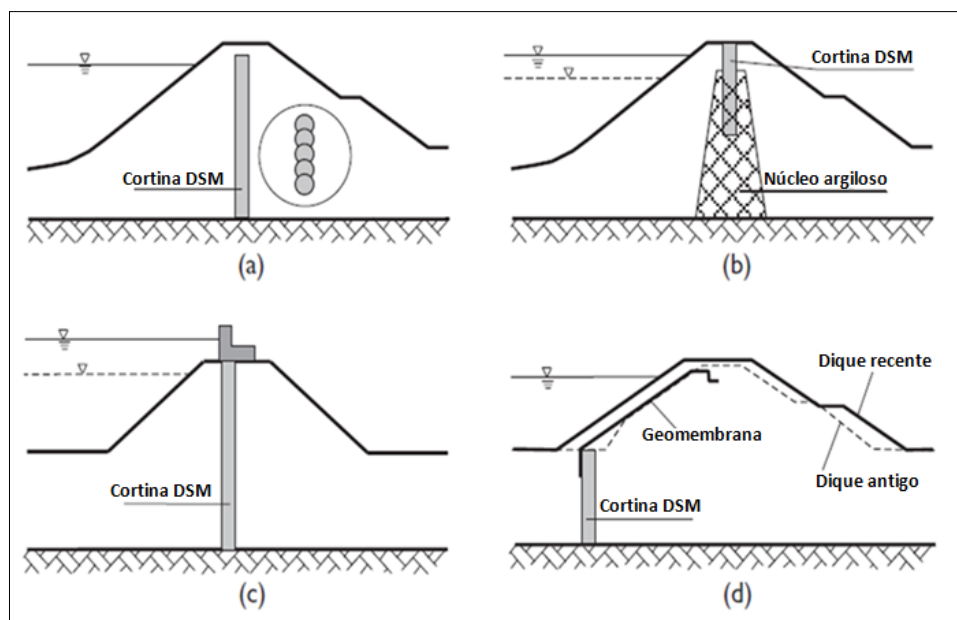 Cortina DSM
(a)
Cortina DSM
Núcleo argiloso
(b)
Cortina DSM
(c)
Dique recente
Geomembrana
Dique antigo
Cortina DSM
(d)